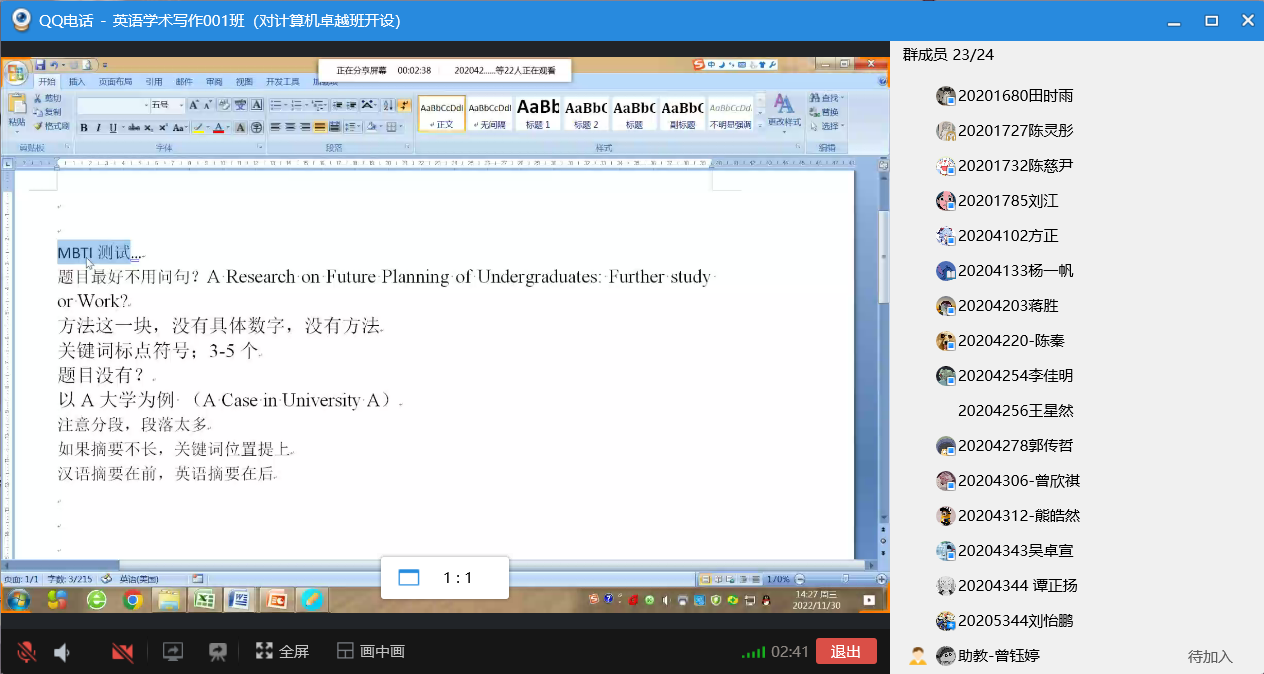 QQ电话 - 英语学术写作001班（对计算机卓越班开设）
正在分享屏幕 00:02:38 202042......等22人正在观看
开始 插入 页面布局 引用 邮件 审阅 视图 开发工具
粘贴 剪切 复制 格式刷
五号
AaBbCcDdI AaBbCcDdI AaBb AaBbC AaBbC AaBbC AaBbCcDd.
正文 无间隔 标题 1 标题 2 标题 副标题 不明显强调 更改样式
查找 替换 选择
剪贴板 字体 段落 样式 编辑
MBTI 测试...
题目最好不用问句？A Research on Future Planning of Undergraduates: Further study
or Work?
方法这一块，没有具体数字，没有方法
关键词标点符号；3-5 个
题目没有？
以 A 大学为例 （A Case in University A）
注意分段，段落太多
如果摘要不长，关键词位置提上
汉语摘要在前，英语摘要在后
1 : 1
页面: 1/1 字数: 3/215 英语(美国) 170%
14:27 周三
2022/11/30
全屏 画中画 02:41 退出
群成员 23/24
20201680田时雨
20201727陈灵彤
20201732陈慈尹
20201785刘江
20204102方正
20204133杨一帆
20204203蒋胜
20204220-陈秦
20204254李佳明
20204256王星然
20204278郭传哲
20204306-曾欣祺
20204312-熊皓然
20204343吴卓宣
20204344 谭正扬
20205344刘怡鹏
助教-曾钰婷 待加入